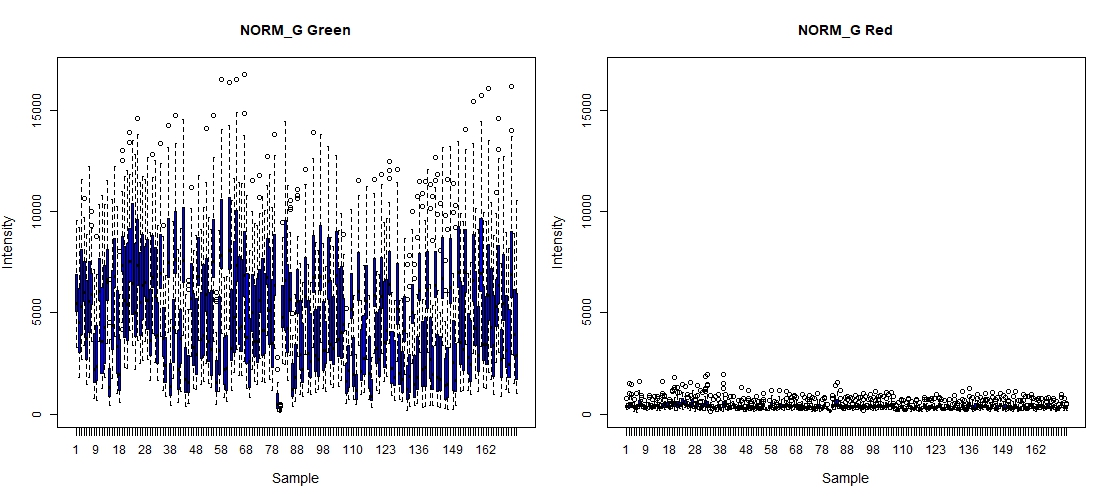 NORM_G Green
Intensity
0 5000 10000 15000
1 9 18 28 38 48 58 68 78 88 98 110 123 136 149 162
Sample
NORM_G Red
Intensity
0 5000 10000 15000
1 9 18 28 38 48 58 68 78 88 98 110 123 136 149 162
Sample